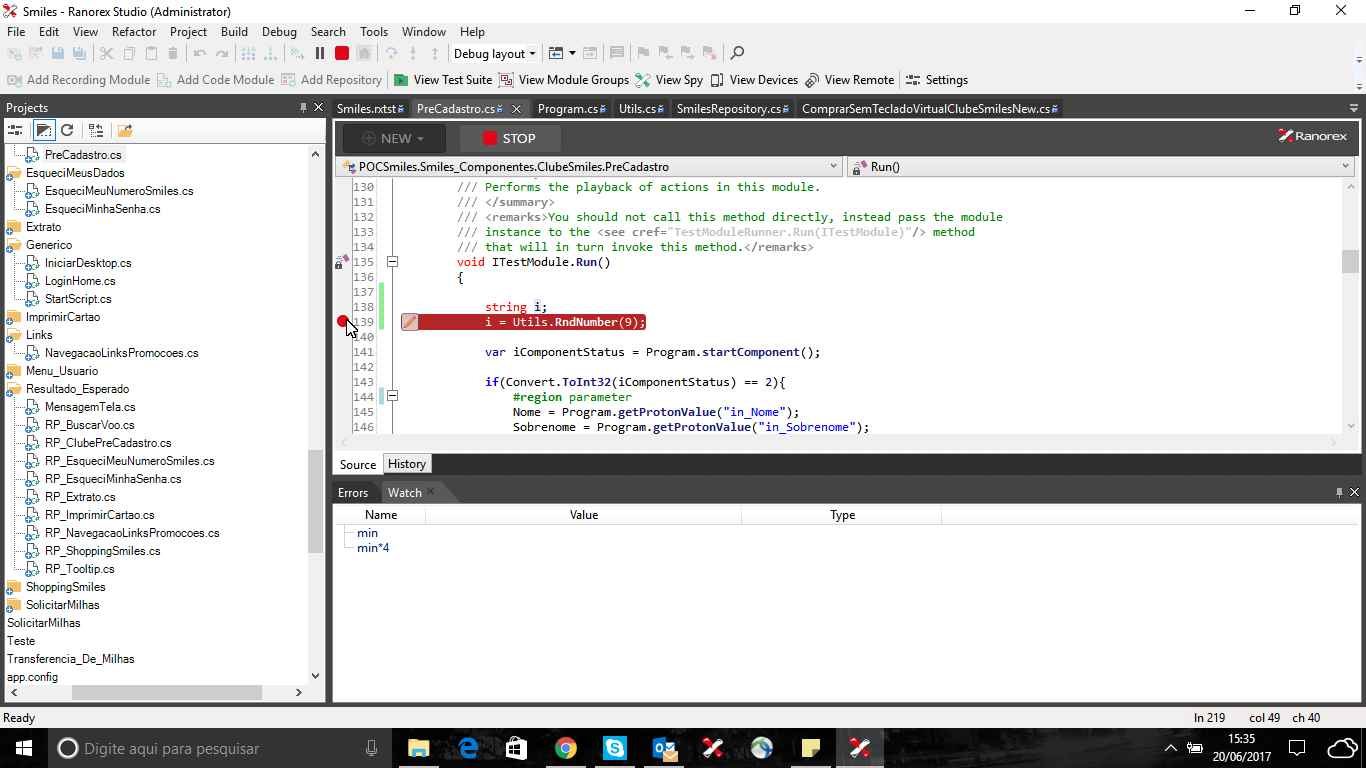 Smiles - Ranorex Studio (Administrator)
File Edit View Refactor Project Build Debug Search Tools Window Help
Debug layout
Add Recording Module Add Code Module Add Repository View Test Suite View Module Groups View Spy View Devices View Remote Settings
Projects
PreCadastro.cs
EsqueciMeusDados
EsqueciMeuNumeroSmiles.cs
EsqueciMinhaSenha.cs
Extrato
Generico
IniciarDesktop.cs
LoginHome.cs
StartScript.cs
ImprimirCartao
Links
NavegacaoLinksPromocoes.cs
Menu_Usuario
Resultado_Esperado
MensagemTela.cs
RP_BuscarVoo.cs
RP_ClubePreCadastro.cs
RP_EsqueciMeuNumeroSmiles.cs
RP_EsqueciMinhaSenha.cs
RP_Extrato.cs
RP_ImprimirCartao.cs
RP_NavegacaoLinksPromocoes.cs
RP_ShoppingSmiles.cs
RP_Tooltip.cs
ShoppingSmiles
SolicitarMilhas
SolicitarMilhas
Teste
Transferencia_De_Milhas
app.config
Smiles.rxtst PreCadastro.cs Program.cs Utils.cs SmilesRepository.cs ComprarSemTecladoVirtualClubeSmilesNew.cs
NEW STOP Ranorex
POCSmiles.Smiles_Componentes.ClubeSmiles.PreCadastro Run()
130 /// Performs the playback of actions in this module.
131 /// </summary>
132 /// <remarks>You should not call this method directly, instead pass the module
133 /// instance to the <see cref="TestModuleRunner.Run(ITestModule)"/> method
134 /// that will in turn invoke this method.</remarks>
135 void ITestModule.Run()
136 {
137
138 string i;
139 i = Utils.RndNumber(9);
140
141 var iComponentStatus = Program.startComponent();
142
143 if(Convert.ToInt32(iComponentStatus) == 2){
144 #region parameter
145 Nome = Program.getProtonValue("in_Nome");
146 Sobrenome = Program.getProtonValue("in_Sobrenome");
Source History
Errors Watch
Name Value Type
min
min*4
Ready ln 219 col 49 ch 40
Digite aqui para pesquisar
15:35
20/06/2017